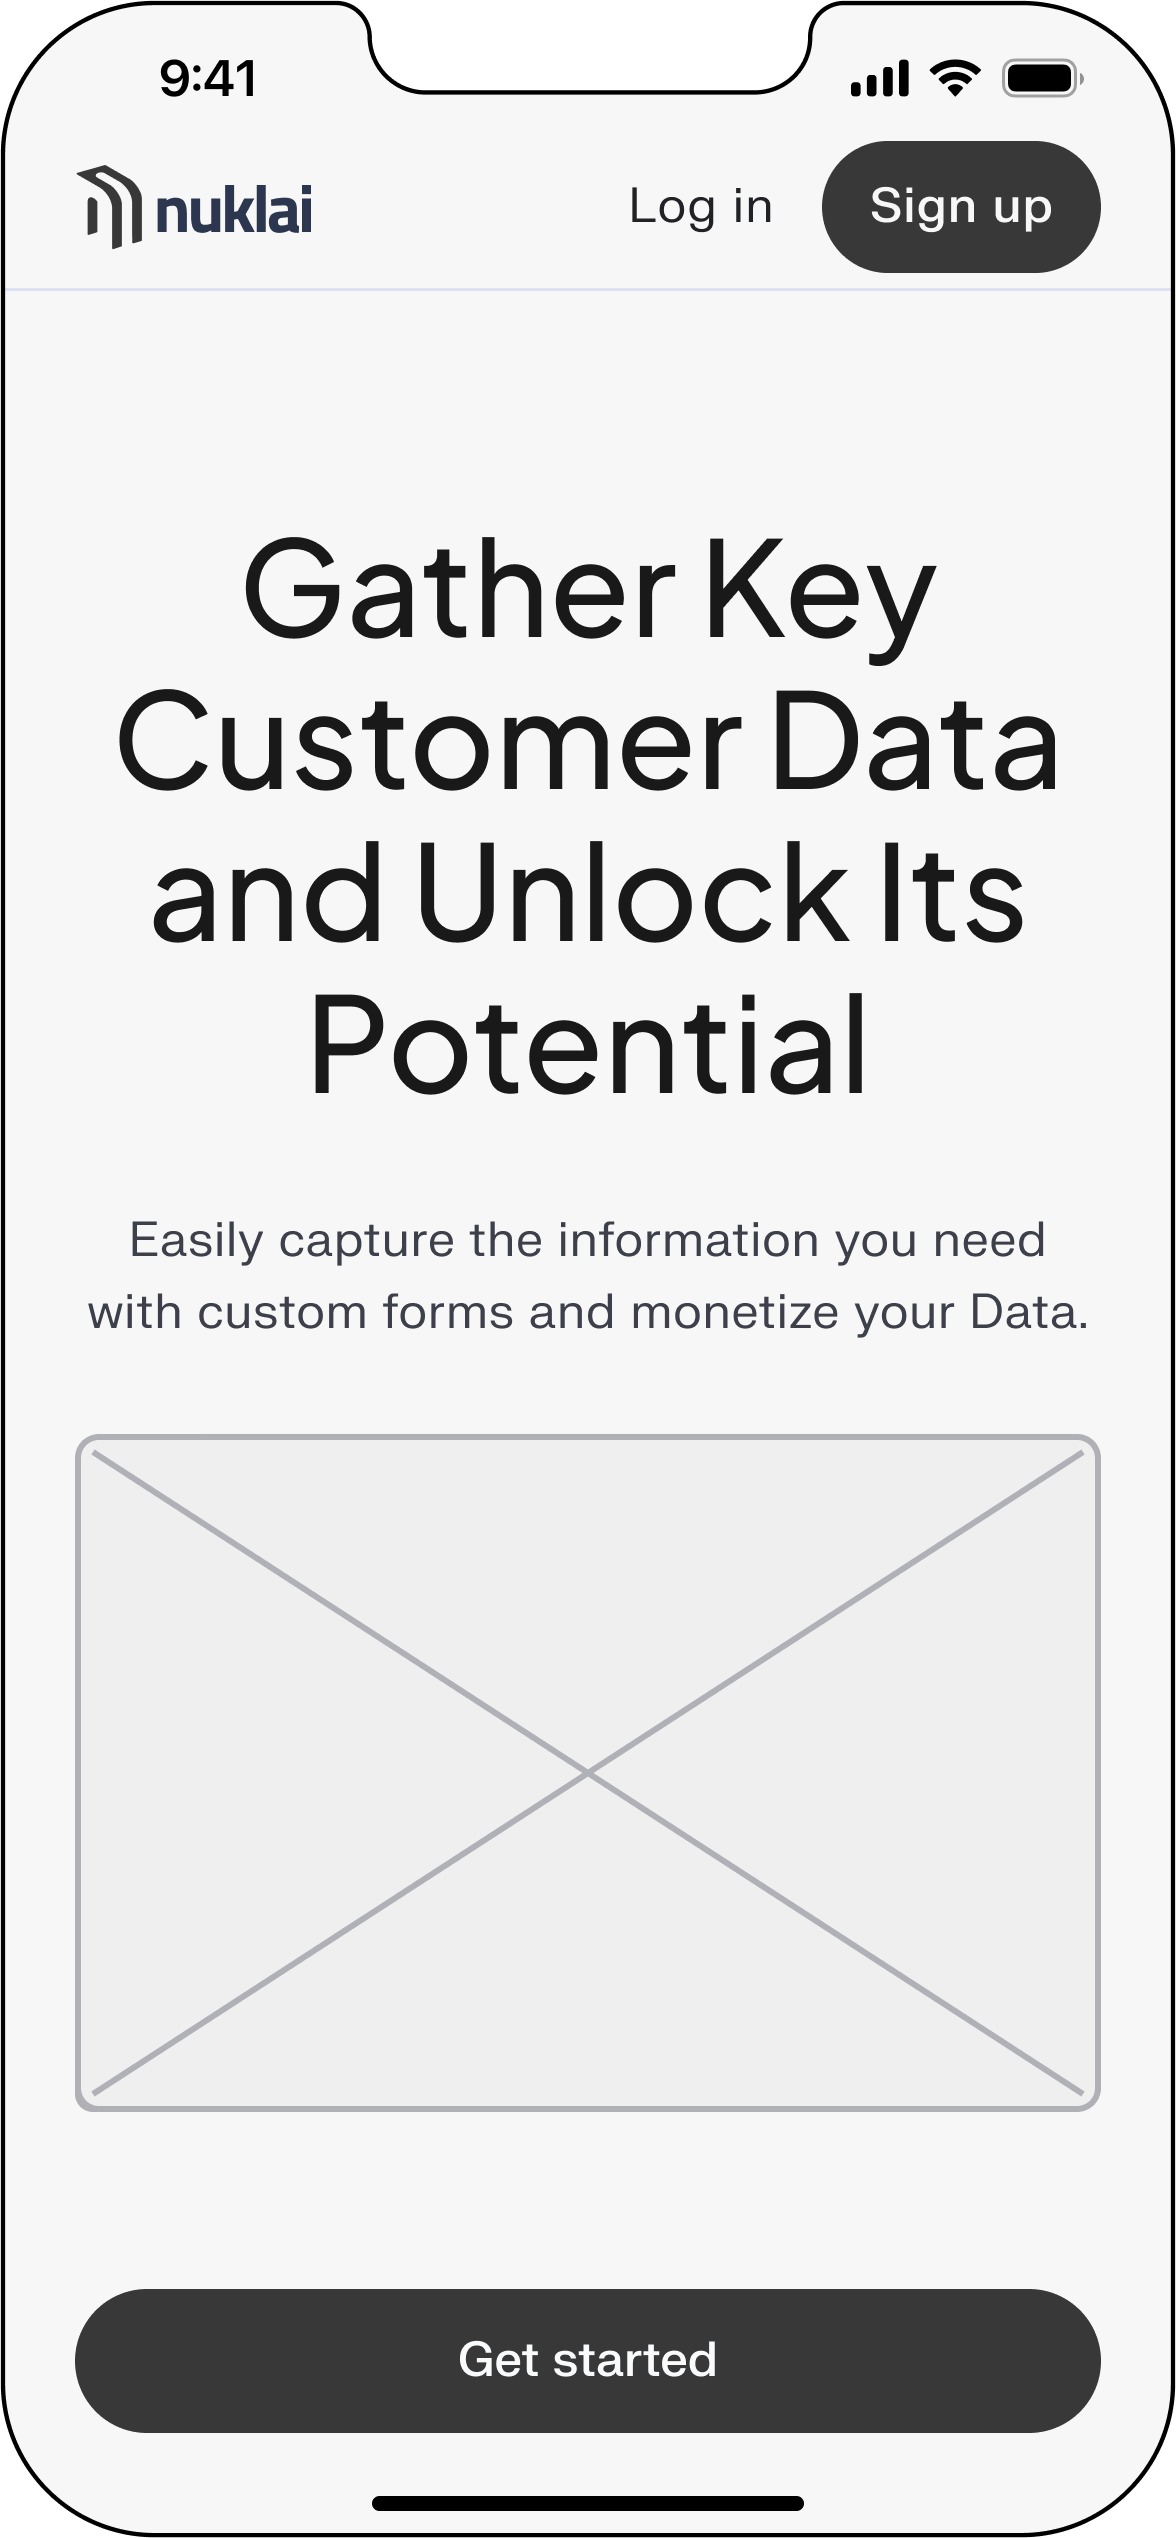 9:41
nuklai
Log in
Sign up
Gather Key
Customer Data
and Unlock Its
Potential
Easily capture the information you need
with custom forms and monetize your Data.
Get started